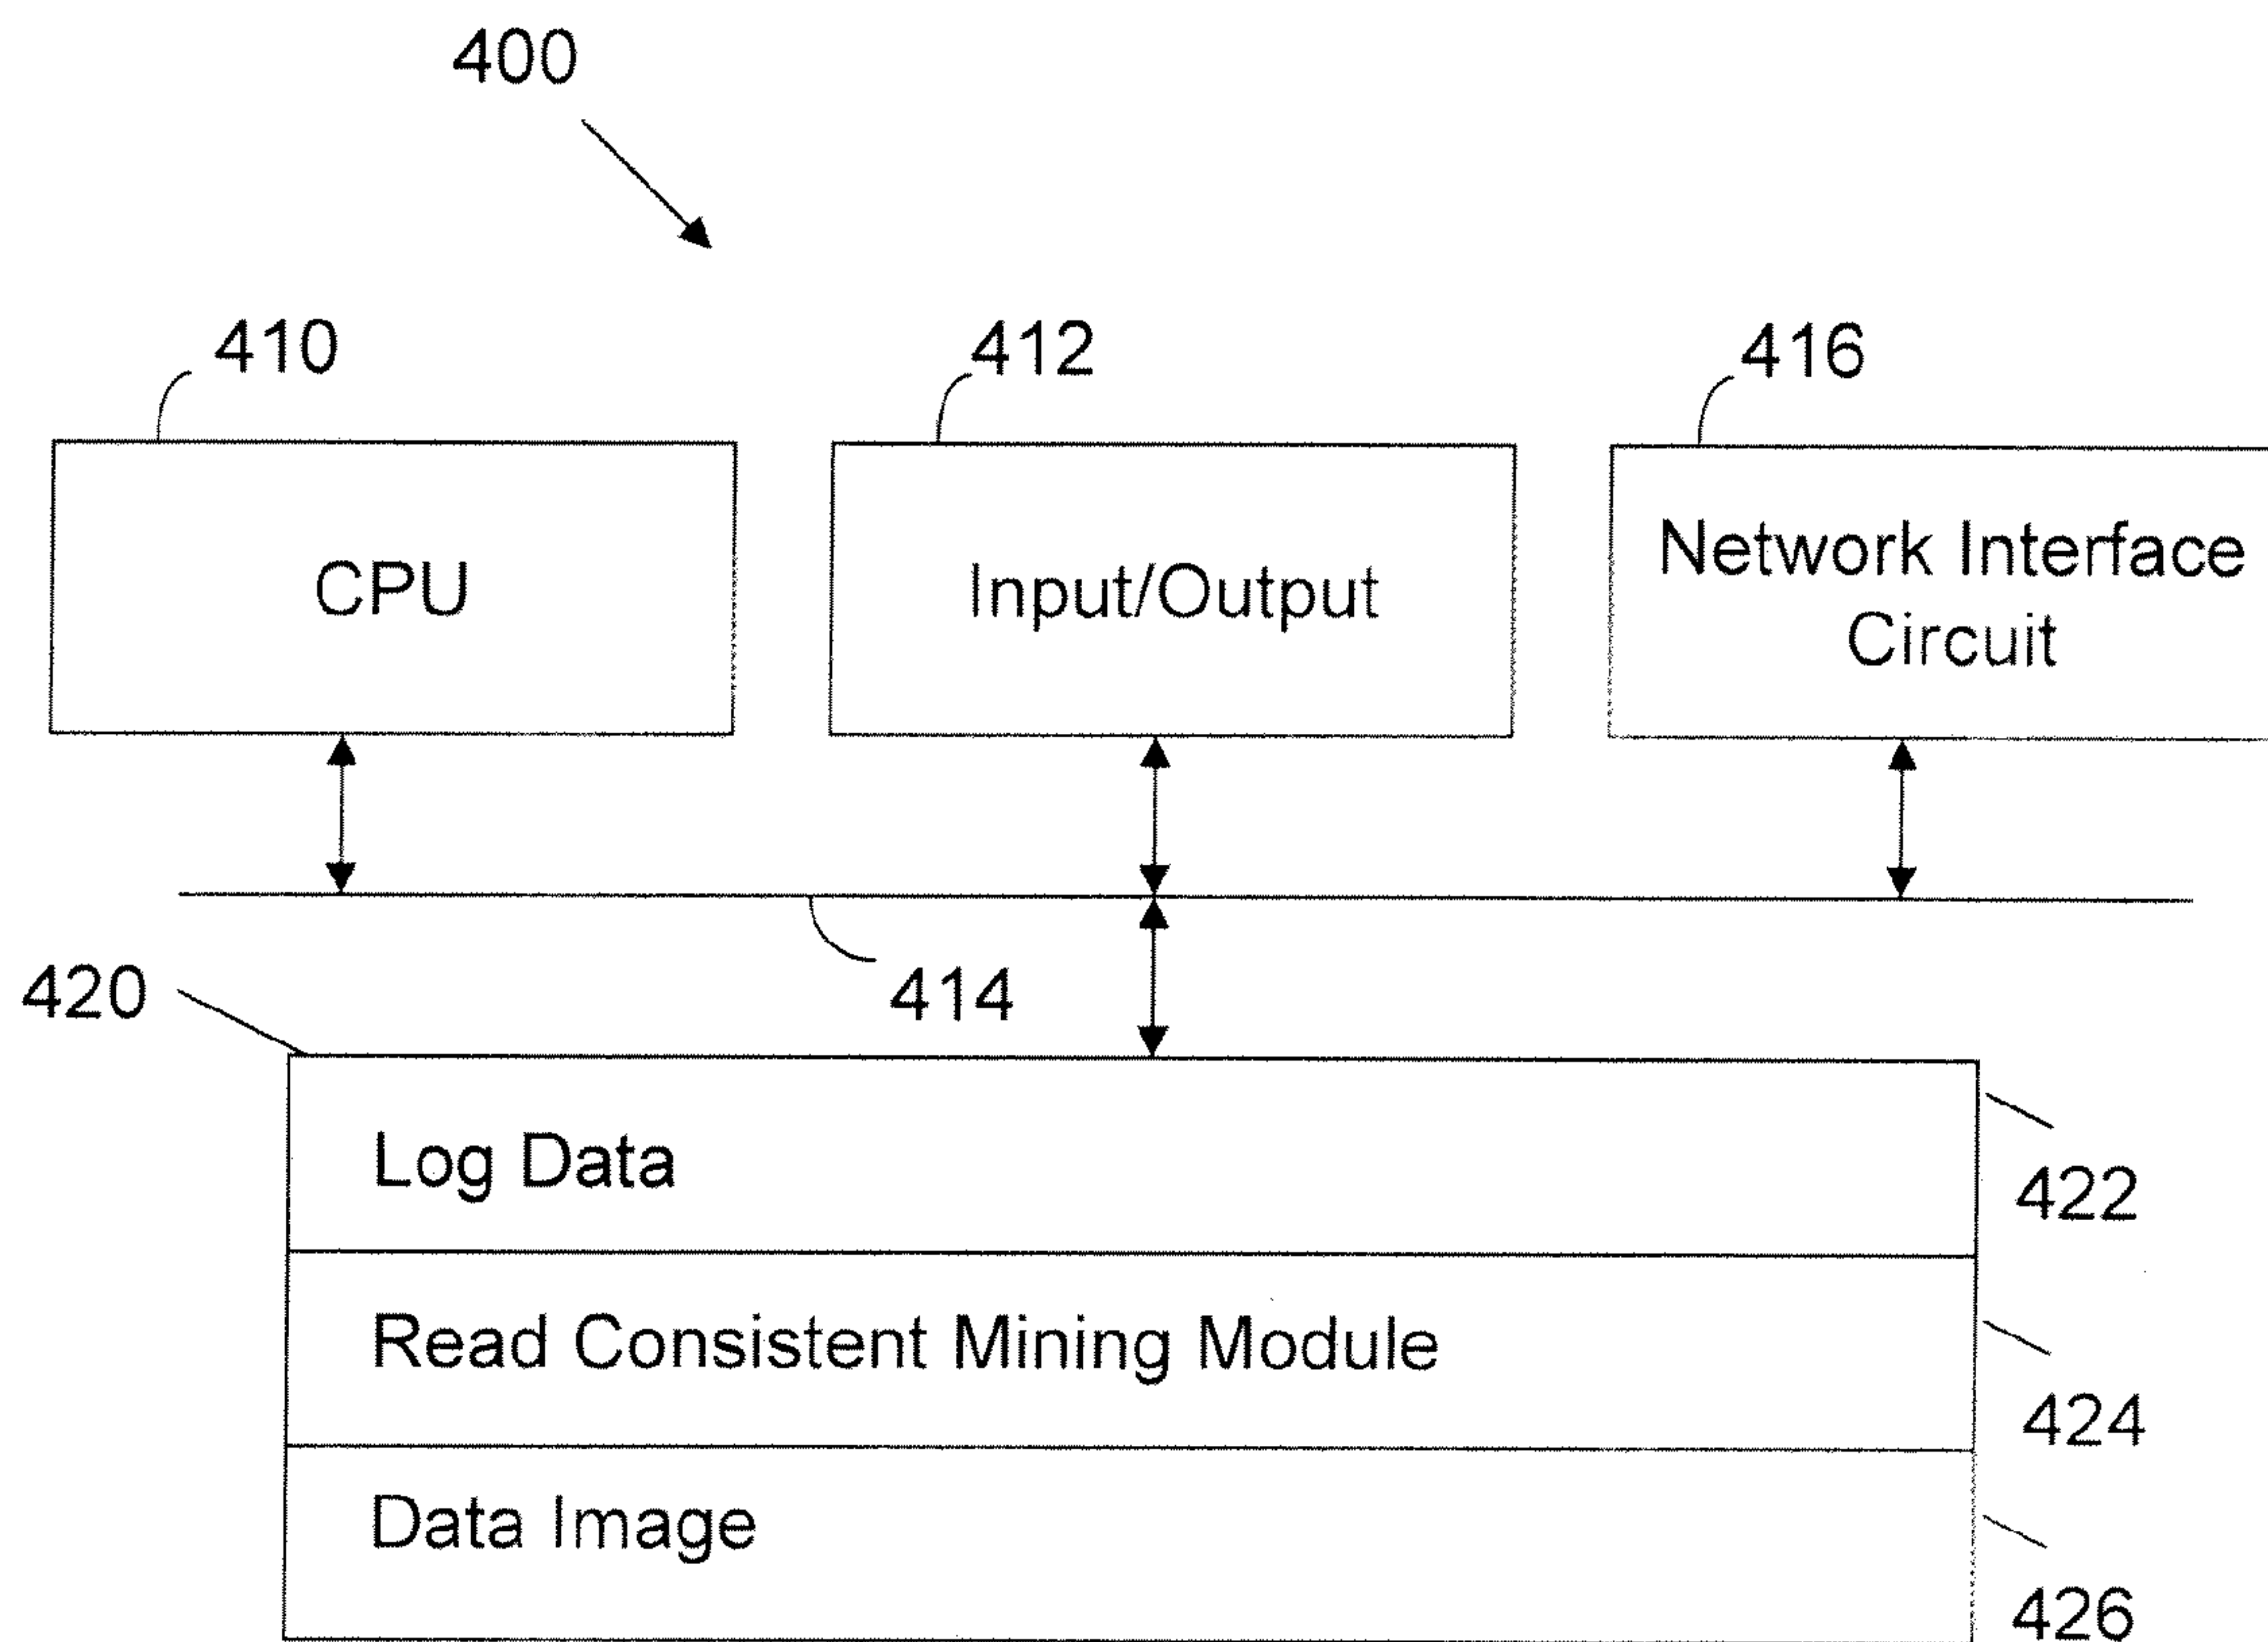 400
410
412
416
CPU
Input/Output
Network Interface
Circuit
414
420
Log Data
422
Read Consistent Mining Module
424
Data Image
426